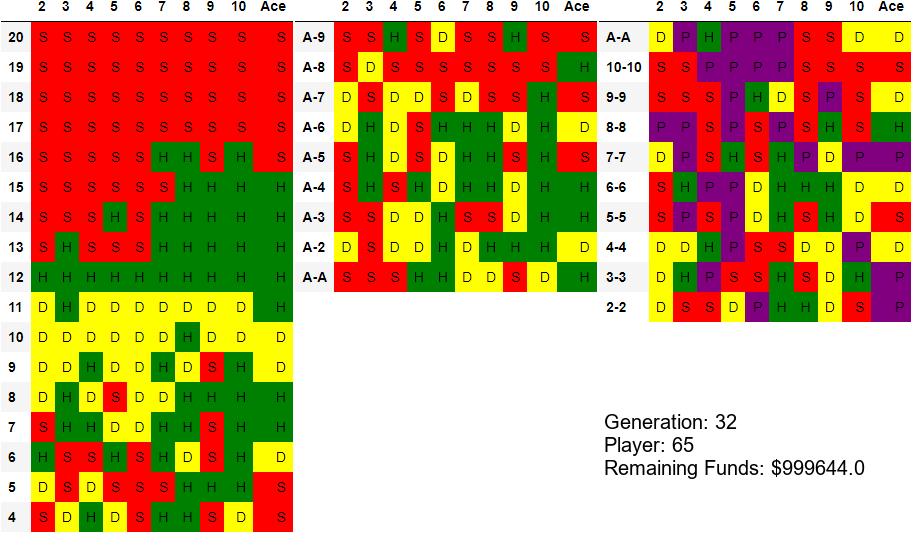 2 3 4 5 6 7 8 9 10 Ace
20 S S S S S S S S S S
19 S S S S S S S S S S
18 S S S S S S S S S S
17 S S S S S S S S S S
16 S S S S S H H S H S
15 S S S S S S H H H H
14 S S S H S H H H H H
13 S H S S S H H H H H
12 H H H H H H H H H H
11 D H D D D D D D D H
10 D D D D D D H D D D
9 D D H D D H D S H D
8 D H D S D D H H H H
7 S H H D D H H S H H
6 H S S H S H D S H D
5 D S D S S S H H H S
4 S D H D S H H S D S
2 3 4 5 6 7 8 9 10 Ace
A-9 S S H S D S S H S S
A-8 S D S S S S S S S H
A-7 D S D D S D S S H S
A-6 D H D S H H H D H D
A-5 S H D S D H H S H S
A-4 S H S H D H H D H H
A-3 S S D D H S S D H H
A-2 D S D D H D H H H D
A-A S S S H H D D S D H
2 3 4 5 6 7 8 9 10 Ace
A-A D P H P P P S S D D
10-10 S S P P P P S S S S
9-9 S S S P H D S P S D
8-8 P P S P S P S H S H
7-7 D P S H S H P D P P
6-6 S H P P D H H H D D
5-5 S P S P D H S H D S
4-4 D D H P S S D D P D
3-3 D H P S S H S D H P
2-2 D S S D P H H D S P
Generation: 32
Player: 65
Remaining Funds: $999644.0